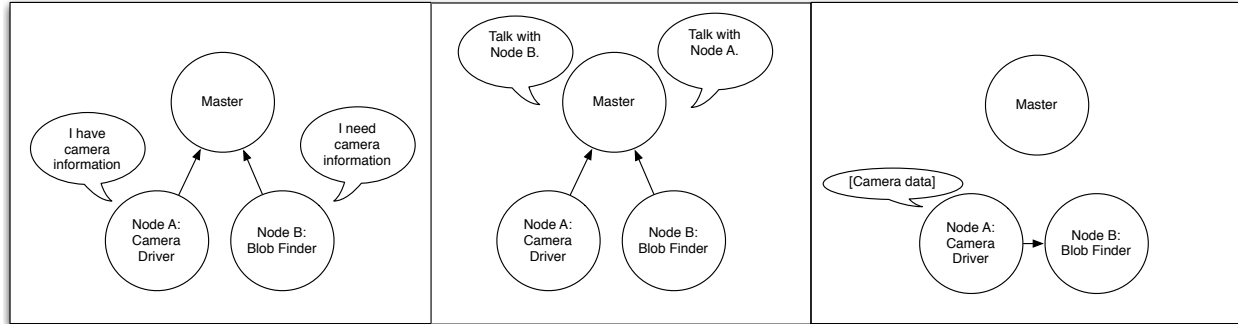 Master
I have
camera
information
I need
camera
information
Node A:
Camera
Driver
Node B:
Blob Finder
Talk with
Node B.
Talk with
Node A.
Master
Node A:
Camera
Driver
Node B:
Blob Finder
Master
[Camera data]
Node A:
Camera
Driver
Node B:
Blob Finder